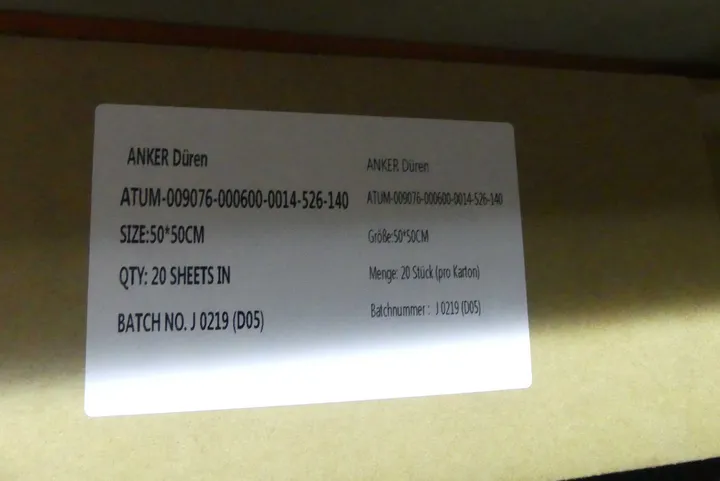 ANKER Düren
ATUM-009076-000600-0014-526-140
SIZE:50*50CM
QTY: 20 SHEETS IN
BATCH NO. J 0219 (D05)
ANKER Düren
ATUM-009076-000600-0014-526-140
Größe:50*50CM
Menge: 20 Stück (pro Karton)
Batchnummer : J 0219 (D05)